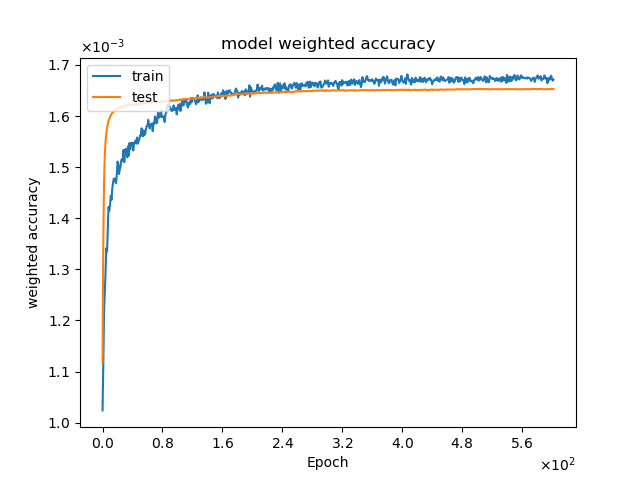 model weighted accuracy
×10⁻³
1.7
1.6
1.5
1.4
1.3
1.2
1.1
1.0
weighted accuracy
train
test
0.0 0.8 1.6 2.4 3.2 4.0 4.8 5.6
Epoch
×10²